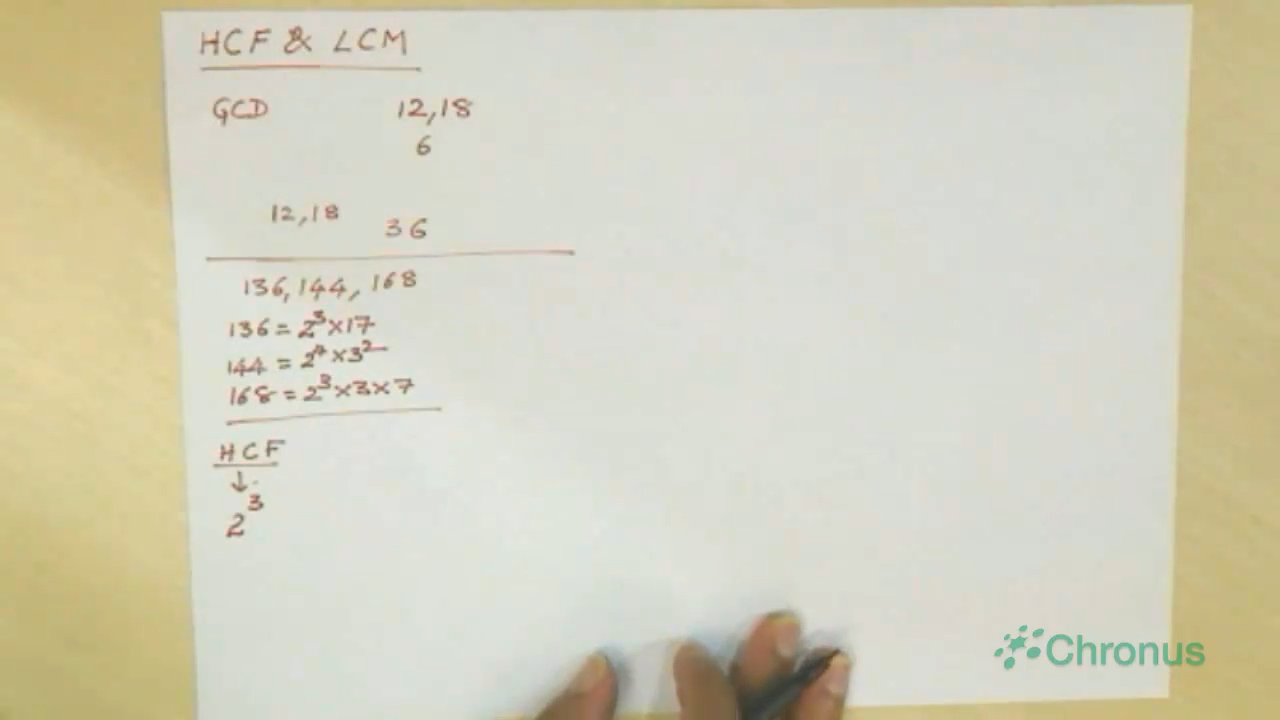 HCF & LCM
GCD 12,18
6
12,18 36
136, 144, 168
136 = 2³×17
144 = 2⁴×3²
168 = 2³×3×7
HCF
↓
2³
Chronus